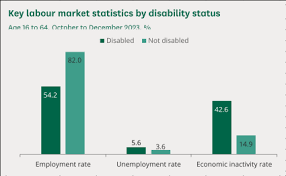 Key labour market statistics by disability status
Age 16 to 64, October to December 2023, %
Disabled Not disabled
82.0
54.2
42.6
14.9
5.6 3.6
Employment rate Unemployment rate Economic inactivity rate